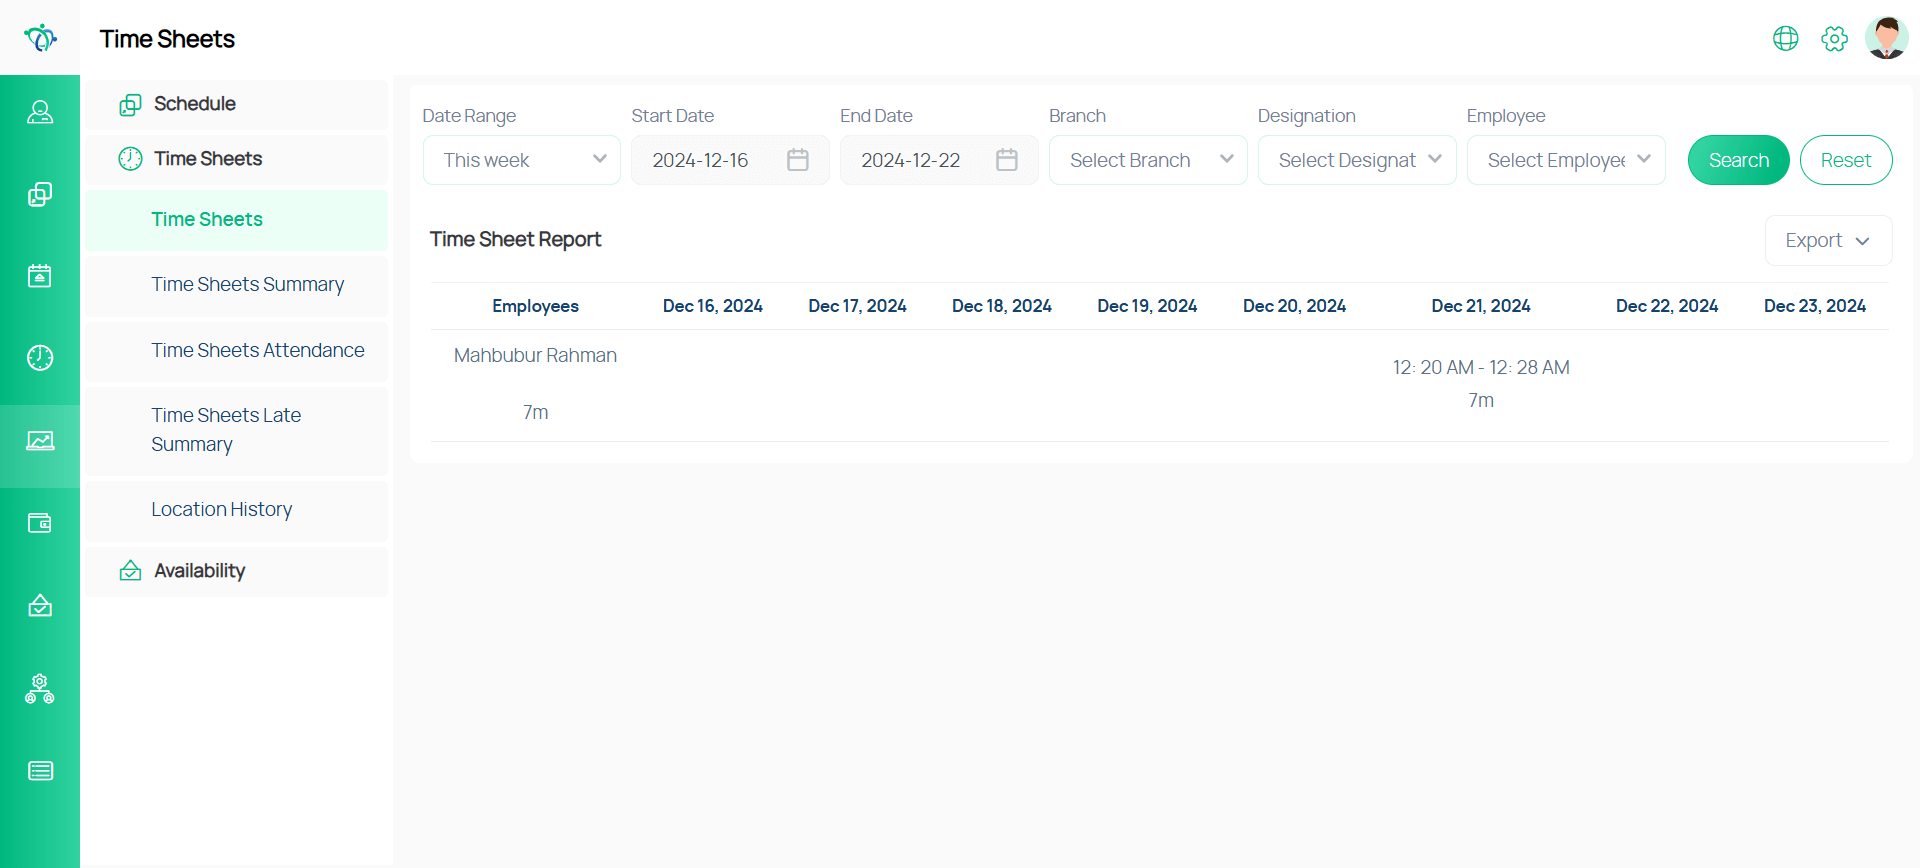 Time Sheets
Schedule
Time Sheets
Time Sheets
Time Sheets Summary
Time Sheets Attendance
Time Sheets Late
Summary
Location History
Availability
Date Range Start Date End Date Branch Designation Employee
This week 2024-12-16 2024-12-22 Select Branch Select Designat Select Employee Search Reset
Time Sheet Report Export
Employees Dec 16, 2024 Dec 17, 2024 Dec 18, 2024 Dec 19, 2024 Dec 20, 2024 Dec 21, 2024 Dec 22, 2024 Dec 23, 2024
Mahbubur Rahman
12: 20 AM - 12: 28 AM
7m
7m